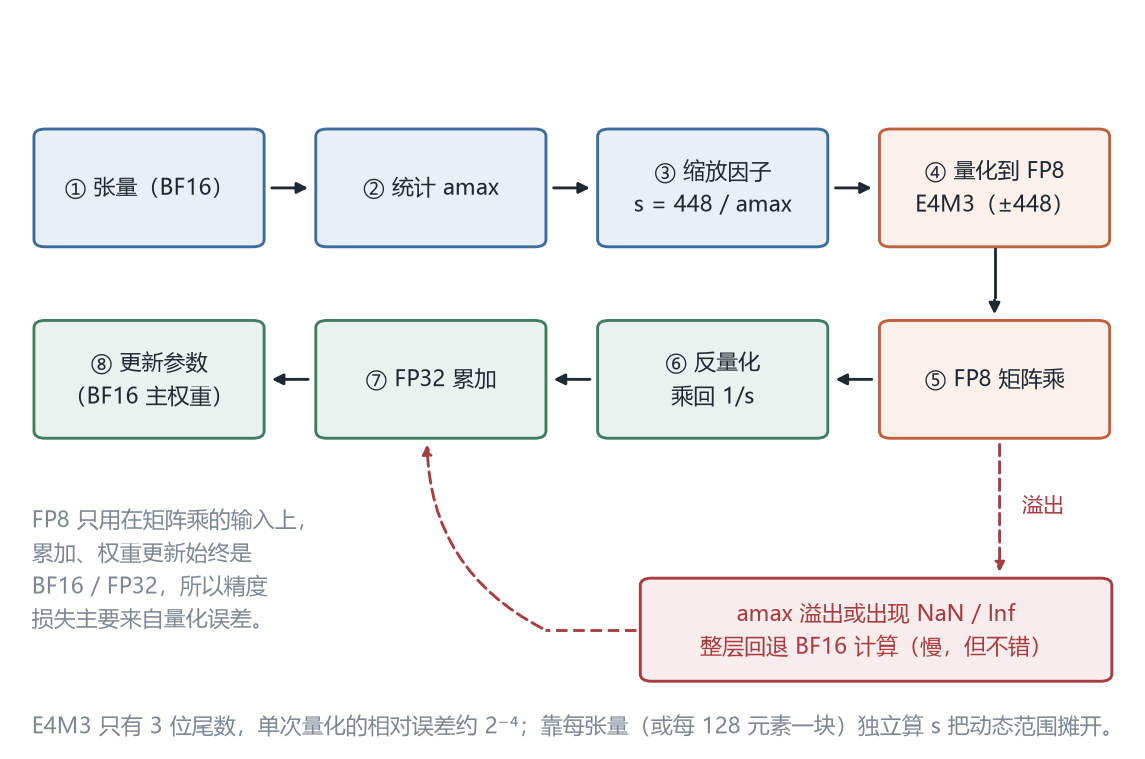 ① 张量（BF16）
② 统计 amax
③ 缩放因子
s = 448 / amax
④ 量化到 FP8
E4M3（±448）
⑧ 更新参数
（BF16 主权重）
⑦ FP32 累加
⑥ 反量化
乘回 1/s
⑤ FP8 矩阵乘
溢出
FP8 只用在矩阵乘的输入上，
累加、权重更新始终是
BF16 / FP32，所以精度
损失主要来自量化误差。
amax 溢出或出现 NaN / Inf
整层回退 BF16 计算（慢，但不错）
E4M3 只有 3 位尾数，单次量化的相对误差约 2⁻⁴；靠每张量（或每 128 元素一块）独立算 s 把动态范围摊开。